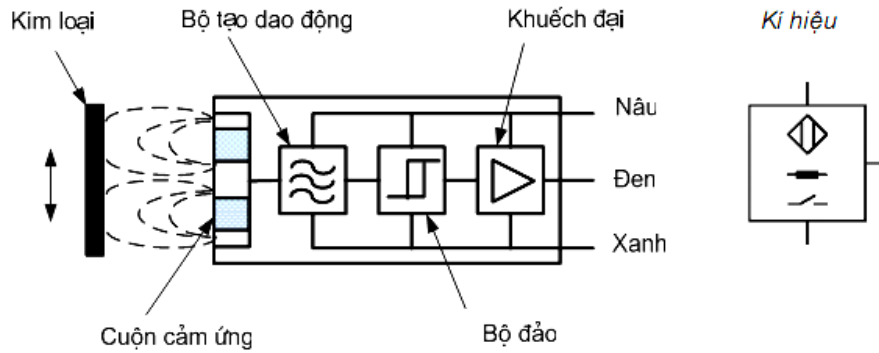 Kim loại
Bộ tạo dao động
Khuếch đại
Kí hiệu
Nâu
Đen
Xanh
Cuộn cảm ứng
Bộ đảo